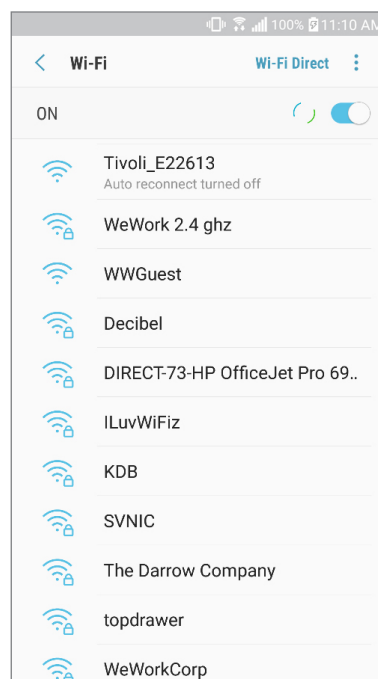 100% 11:10 AM
Wi-Fi Wi-Fi Direct
ON
Tivoli_E22613
Auto reconnect turned off
WeWork 2.4 ghz
WWGuest
Decibel
DIRECT-73-HP OfficeJet Pro 69..
ILuvWiFiz
KDB
SVNIC
The Darrow Company
topdrawer
WeWorkCorp